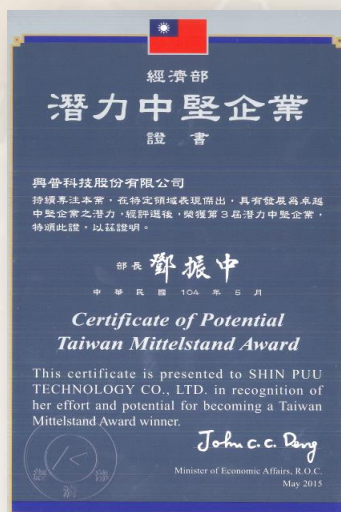 經濟部
潛力中堅企業
證書
興普科技股份有限公司
持續專注本業，在特定領域表現傑出，具有發展為卓越
中堅企業之潛力，經評選後，榮獲第3屆潛力中堅企業，
特頒此證，以茲證明。
部長 鄧振中
中華民國 104 年 5 月
Certificate of Potential
Taiwan Mittelstand Award
This certificate is presented to SHIN PUU
TECHNOLOGY CO., LTD. in recognition of
her effort and potential for becoming a Taiwan
Mittelstand Award winner.
John C. C. Deng
Minister of Economic Affairs, R.O.C.
May 2015